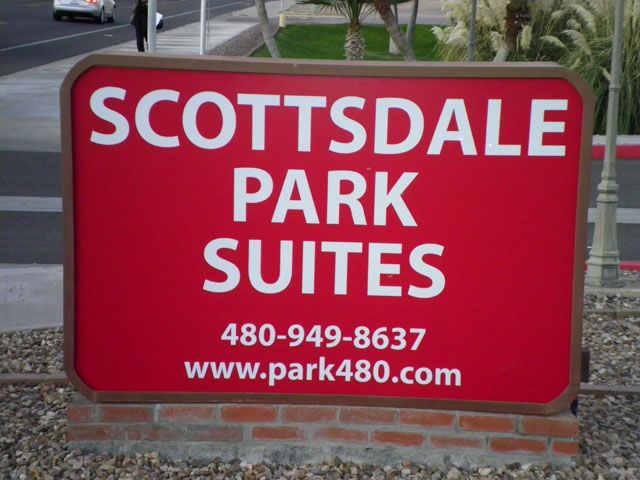 SCOTTSDALE
PARK
SUITES
480-949-8637
www.park480.com